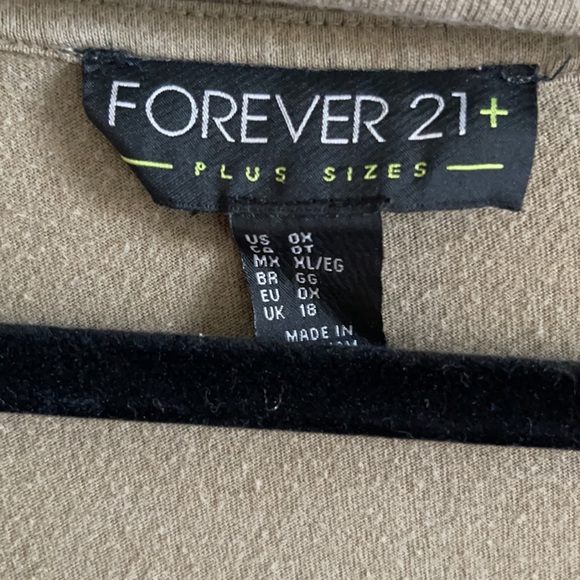 FOREVER 21+
PLUS SIZES
US 0X
CA 0T
MX XL/EG
BR GG
EU 0X
UK 18
MADE IN